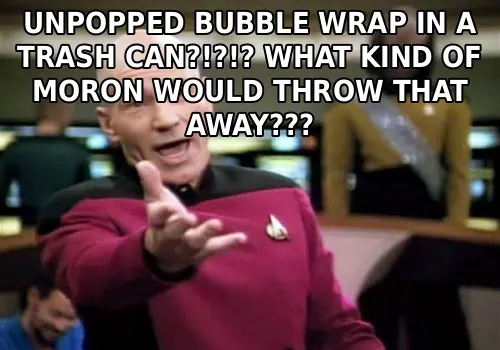 UNPOPPED BUBBLE WRAP IN A
TRASH CAN?!?!? WHAT KIND OF
MORON WOULD THROW THAT
AWAY???